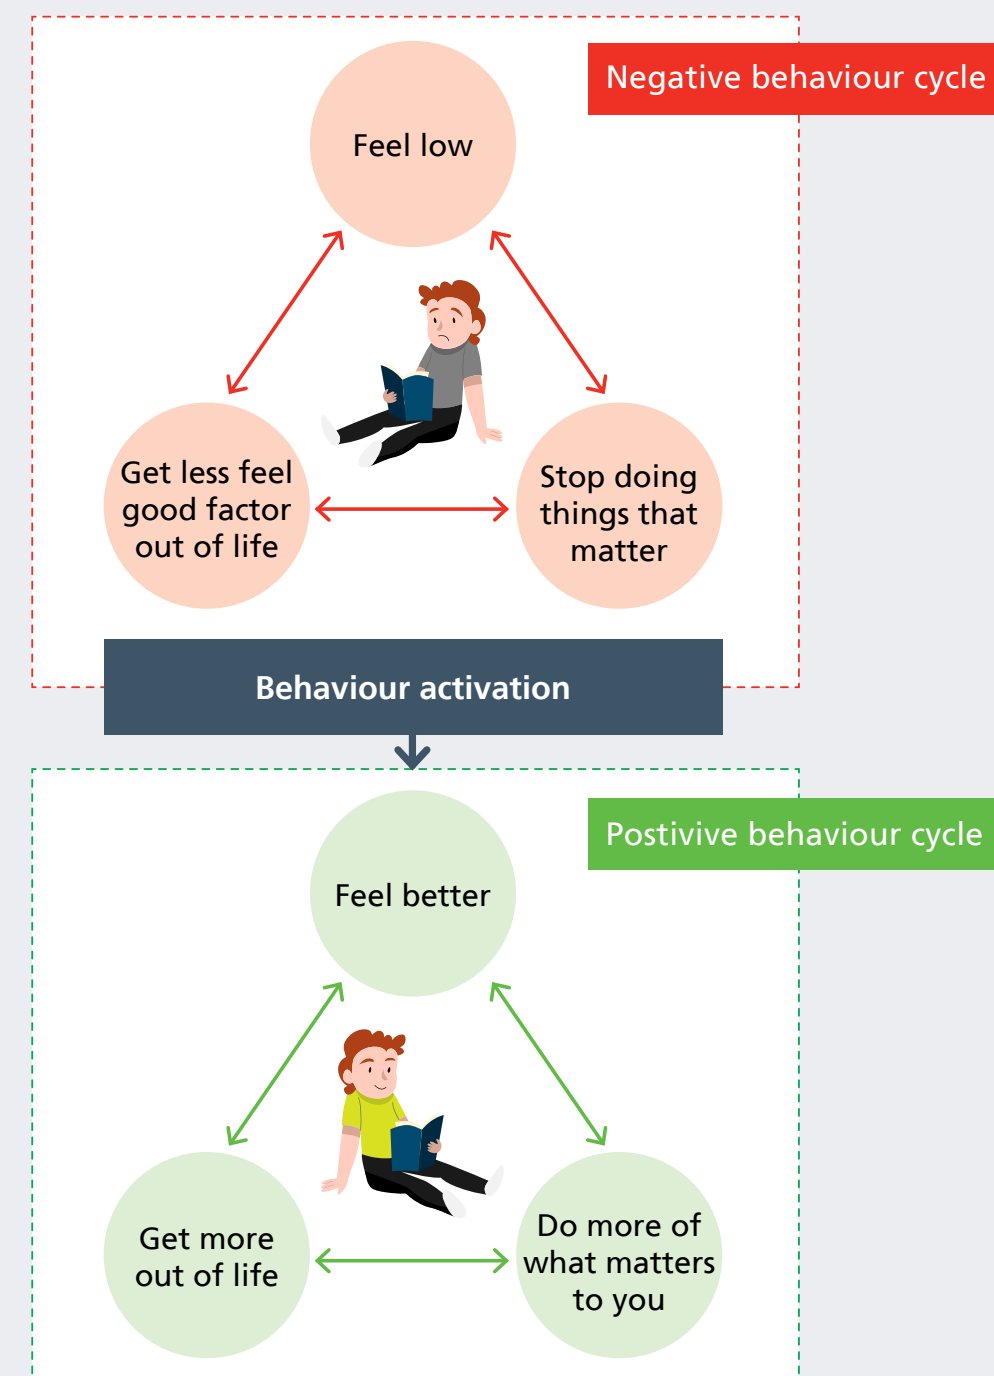 Negative behaviour cycle
Feel low
Get less feel
good factor
out of life
Stop doing
things that
matter
Behaviour activation
Postivive behaviour cycle
Feel better
Get more
out of life
Do more of
what matters
to you